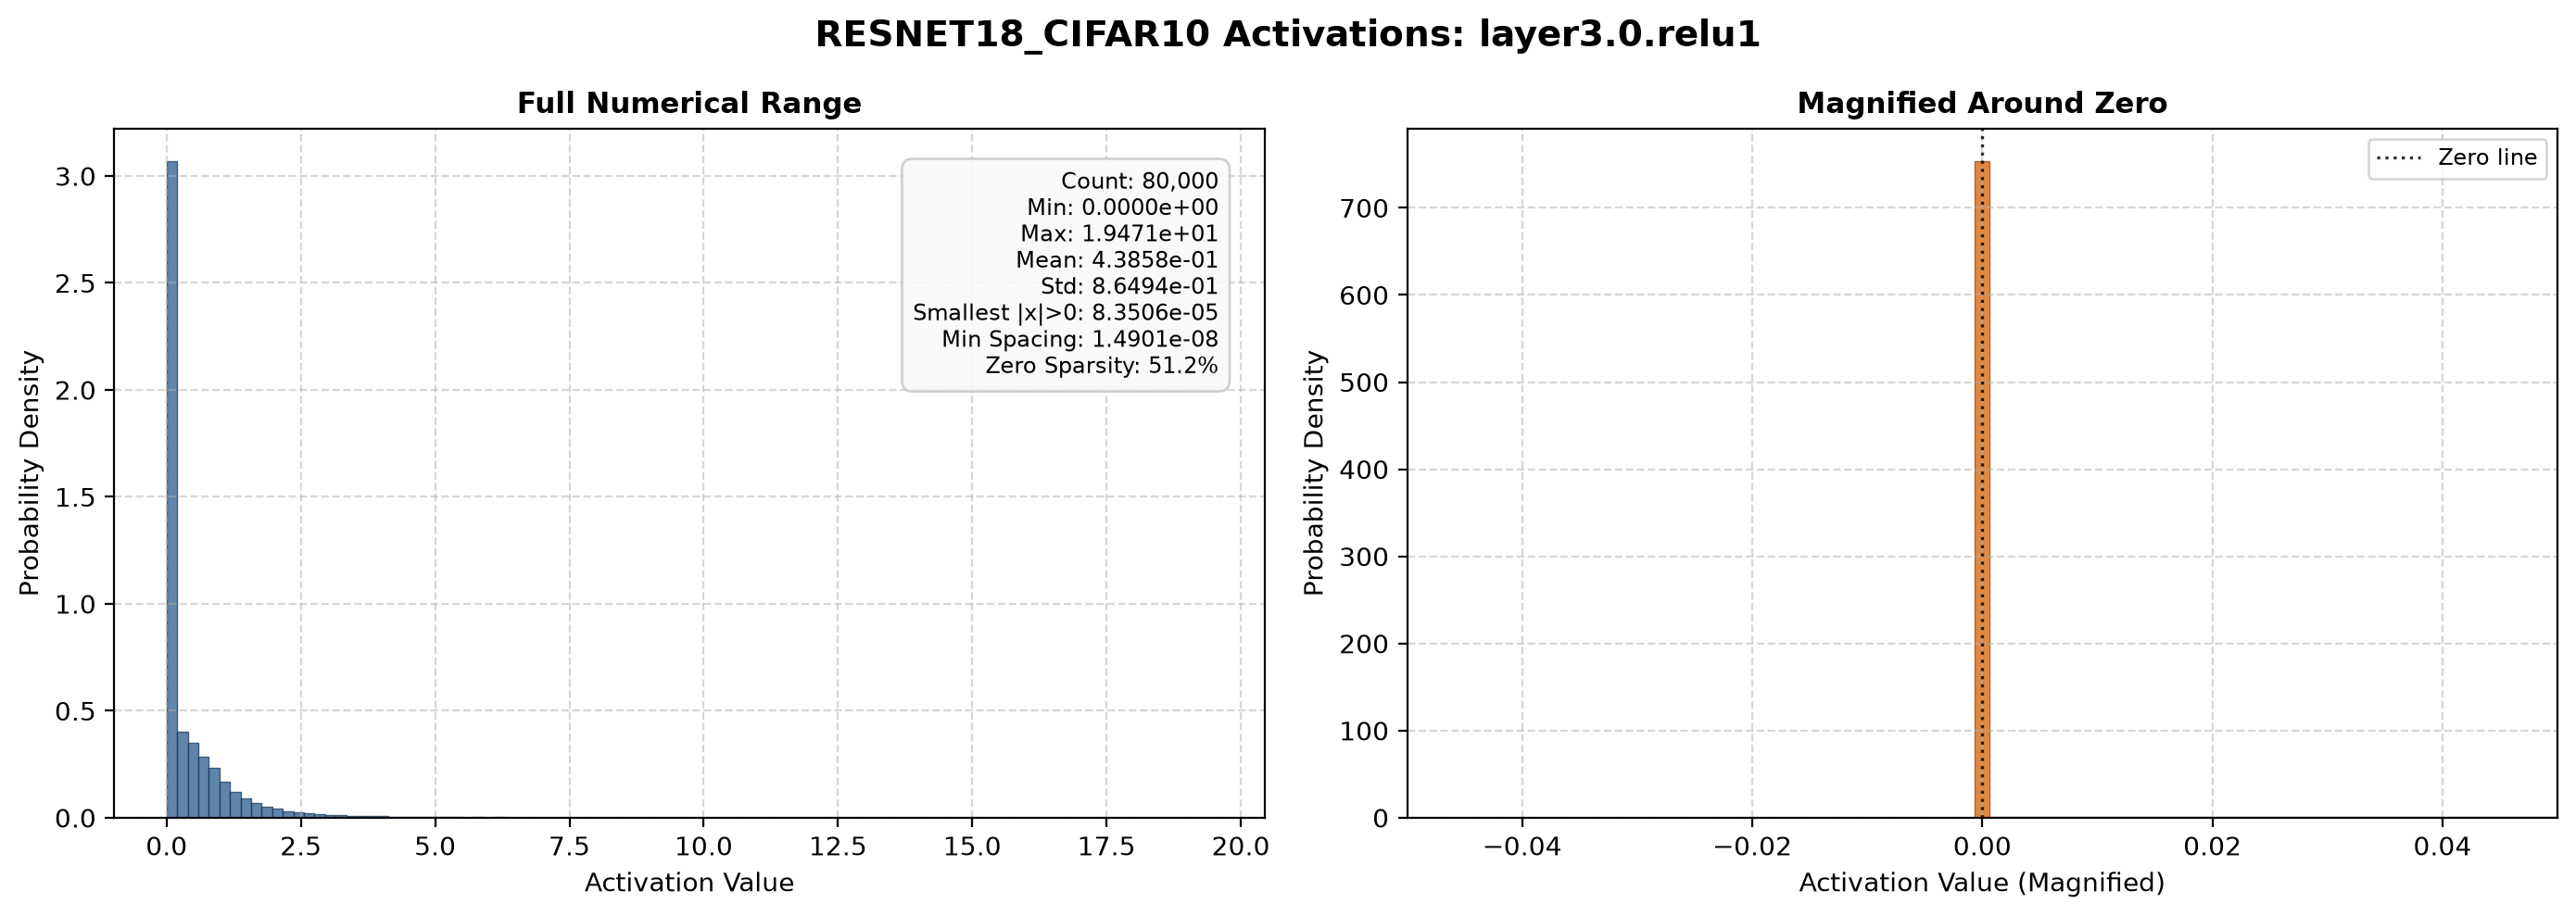 RESNET18_CIFAR10 Activations: layer3.0.relu1
Full Numerical Range
Probability Density
3.0
2.5
2.0
1.5
1.0
0.5
0.0
Count: 80,000
Min: 0.0000e+00
Max: 1.9471e+01
Mean: 4.3858e-01
Std: 8.6494e-01
Smallest |x|>0: 8.3506e-05
Min Spacing: 1.4901e-08
Zero Sparsity: 51.2%
0.0 2.5 5.0 7.5 10.0 12.5 15.0 17.5 20.0
Activation Value
Magnified Around Zero
Probability Density
700
600
500
400
300
200
100
0
Zero line
−0.04 −0.02 0.00 0.02 0.04
Activation Value (Magnified)